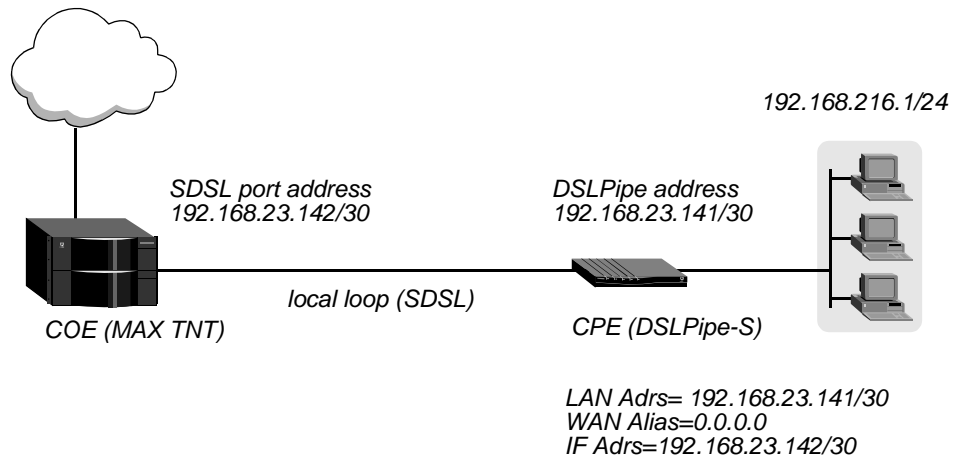 192.168.216.1/24
SDSL port address
192.168.23.142/30
DSLPipe address
192.168.23.141/30
local loop (SDSL)
COE (MAX TNT)
CPE (DSLPipe-S)
LAN Adrs= 192.168.23.141/30
WAN Alias=0.0.0.0
IF Adrs=192.168.23.142/30